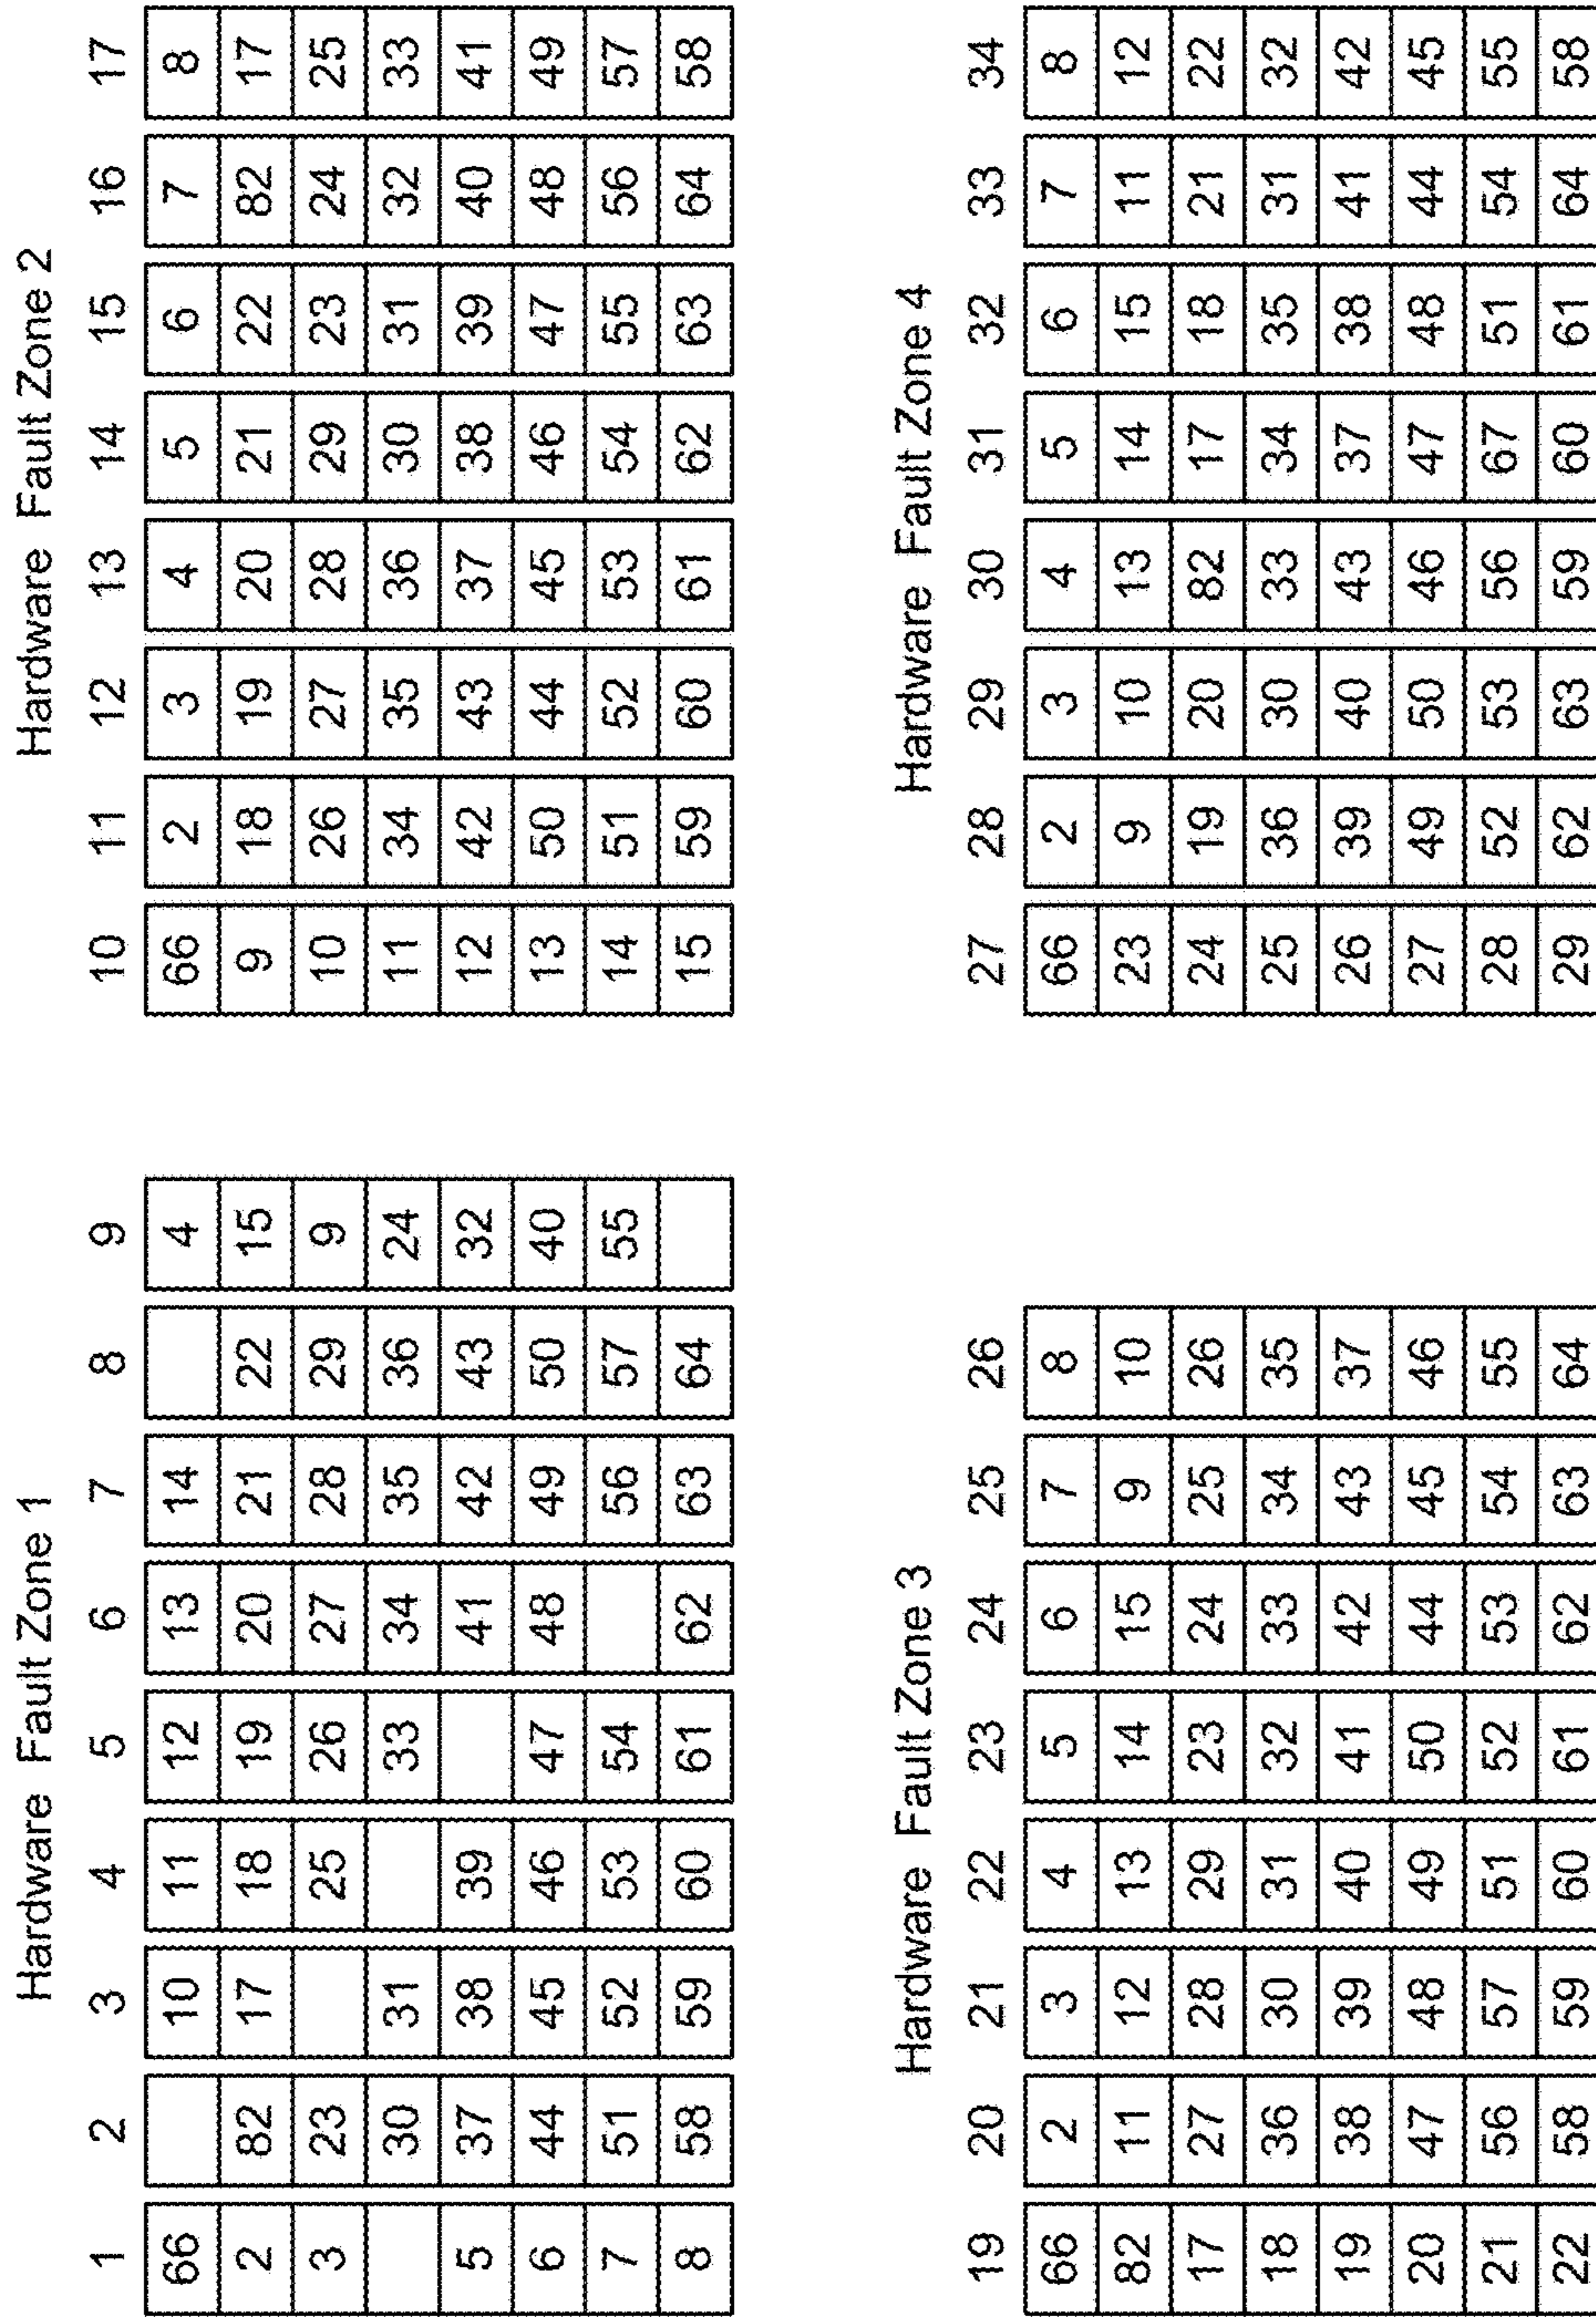 Hardware Fault Zone 1 Hardware Fault Zone 2
1 2 3 4 5 6 7 8 9 10 11 12 13 14 15 16 17
66 10 11 12 13 14 4 66 2 3 4 5 6 7 8
2 82 17 18 19 20 21 22 15 9 18 19 20 21 22 82 17
3 23 25 26 27 28 29 9 10 26 27 28 29 23 24 25
30 31 33 34 35 36 24 11 34 35 36 30 31 32 33
5 37 38 39 41 42 43 32 12 42 43 37 38 39 40 41
6 44 45 46 47 48 49 50 40 13 50 44 45 46 47 48 49
7 51 52 53 54 56 57 55 14 51 52 53 54 55 56 57
8 58 59 60 61 62 63 64 15 59 60 61 62 63 64 58
Hardware Fault Zone 3 Hardware Fault Zone 4
19 20 21 22 23 24 25 26 27 28 29 30 31 32 33 34
66 2 3 4 5 6 7 8 66 2 3 4 5 6 7 8
82 11 12 13 14 15 9 10 23 9 10 13 14 15 11 12
17 27 28 29 23 24 25 26 24 19 20 82 17 18 21 22
18 36 30 31 32 33 34 35 25 36 30 33 34 35 31 32
19 38 39 40 41 42 43 37 26 39 40 43 37 38 41 42
20 47 48 49 50 44 45 46 27 49 50 46 47 48 44 45
21 56 57 51 52 53 54 55 28 52 53 56 67 51 54 55
22 58 59 60 61 62 63 64 29 62 63 59 60 61 64 58